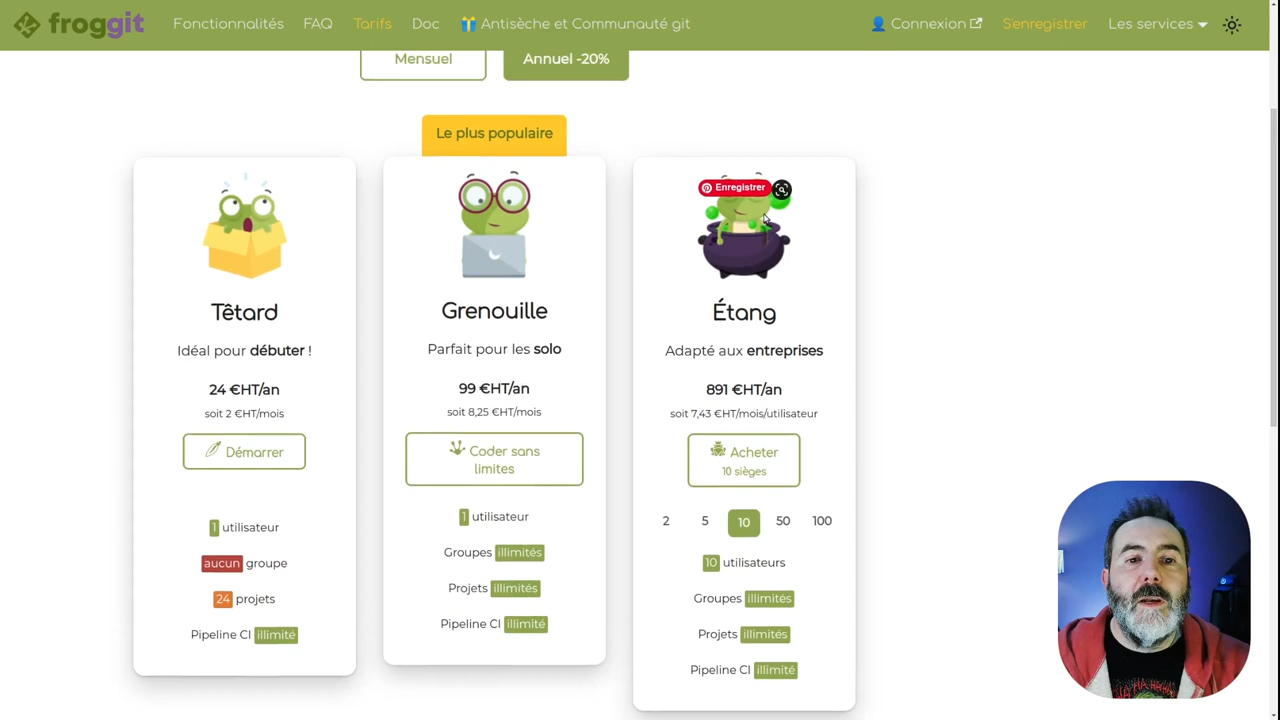 froggit
Fonctionnalités
FAQ
Tarifs
Doc
Antisèche et Communauté git
Connexion
S'enregistrer
Les services
Mensuel
Annuel -20%
Le plus populaire
Têtard
Idéal pour débuter !
24 €HT/an
soit 2 €HT/mois
Démarrer
1 utilisateur
aucun groupe
24 projets
Pipeline CI illimité
Grenouille
Parfait pour les solo
99 €HT/an
soit 8,25 €HT/mois
Coder sans
limites
1 utilisateur
Groupes illimités
Projets illimités
Pipeline CI illimité
Enregistrer
Étang
Adapté aux entreprises
891 €HT/an
soit 7,43 €HT/mois/utilisateur
Acheter
10 sièges
2 5 10 50 100
10 utilisateurs
Groupes illimités
Projets illimités
Pipeline CI illimité